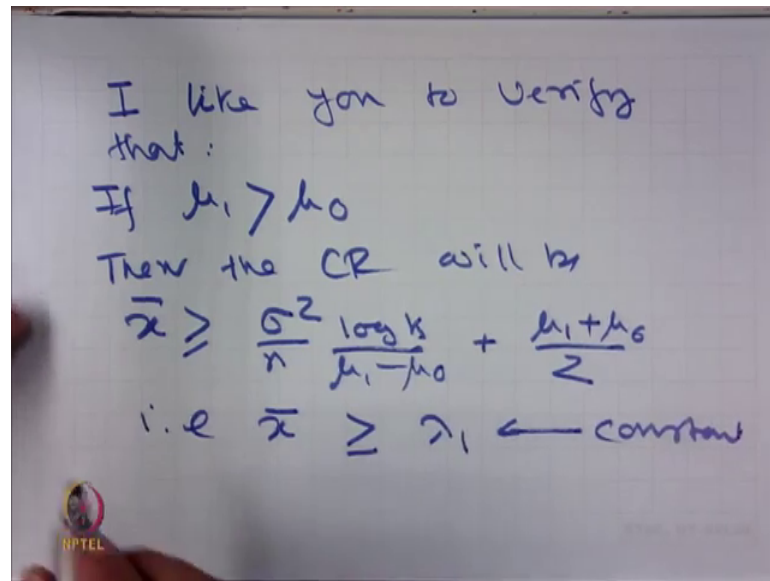 I like you to verify
that:
If μ₁ > μ₀
Then the CR will be
x̄ ≥ σ²/n log k/(μ₁-μ₀) + (μ₁+μ₀)/2
i.e x̄ ≥ λ₁ ← constant
NPTEL